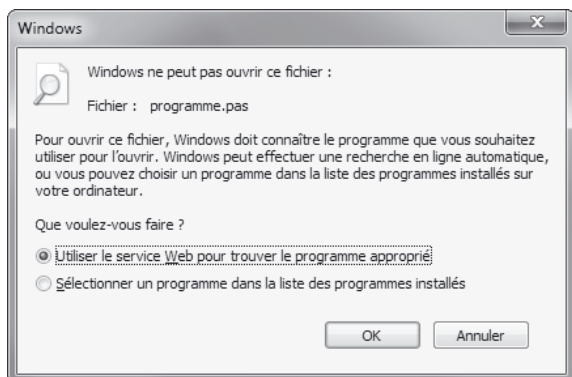 Windows
Windows ne peut pas ouvrir ce fichier :
Fichier : programme.pas
Pour ouvrir ce fichier, Windows doit connaître le programme que vous souhaitez
utiliser pour l'ouvrir. Windows peut effectuer une recherche en ligne automatique,
ou vous pouvez choisir un programme dans la liste des programmes installés sur
votre ordinateur.
Que voulez-vous faire ?
Utiliser le service Web pour trouver le programme approprié
Sélectionner un programme dans la liste des programmes installés
OK Annuler